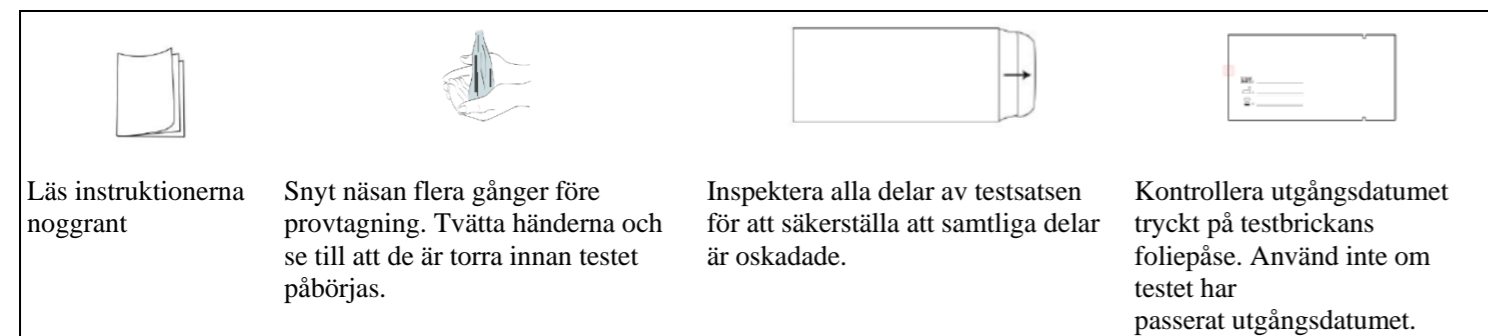 Läs instruktionerna
noggrant
Snyt näsan flera gånger före
provtagning. Tvätta händerna och
se till att de är torra innan testet
påbörjas.
Inspektera alla delar av testsatsen
för att säkerställa att samtliga delar
är oskadade.
Kontrollera utgångsdatumet
tryckt på testbrickans
foliepåse. Använd inte om
testet har
passerat utgångsdatumet.